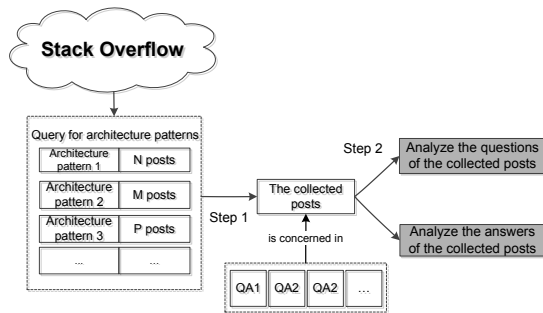 Stack Overflow
Query for architecture patterns
Architecture
pattern 1
N posts
Architecture
pattern 2
M posts
Architecture
pattern 3
P posts
...
...
Step 1
The collected
posts
is concerned in
QA1
QA2
QA2
...
Step 2
Analyze the questions
of the collected posts
Analyze the answers
of the collected posts